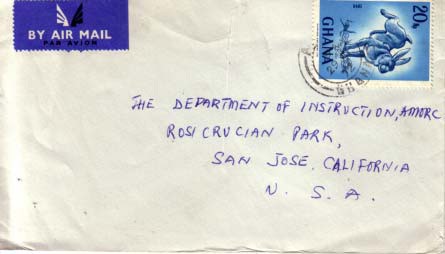 BY AIR MAIL
PAR AVION
20
GHANA
THE DEPARTMENT OF INSTRUCTION, AMORC
ROSICRUCIAN PARK,
SAN JOSE, CALIFORNIA
U. S. A.